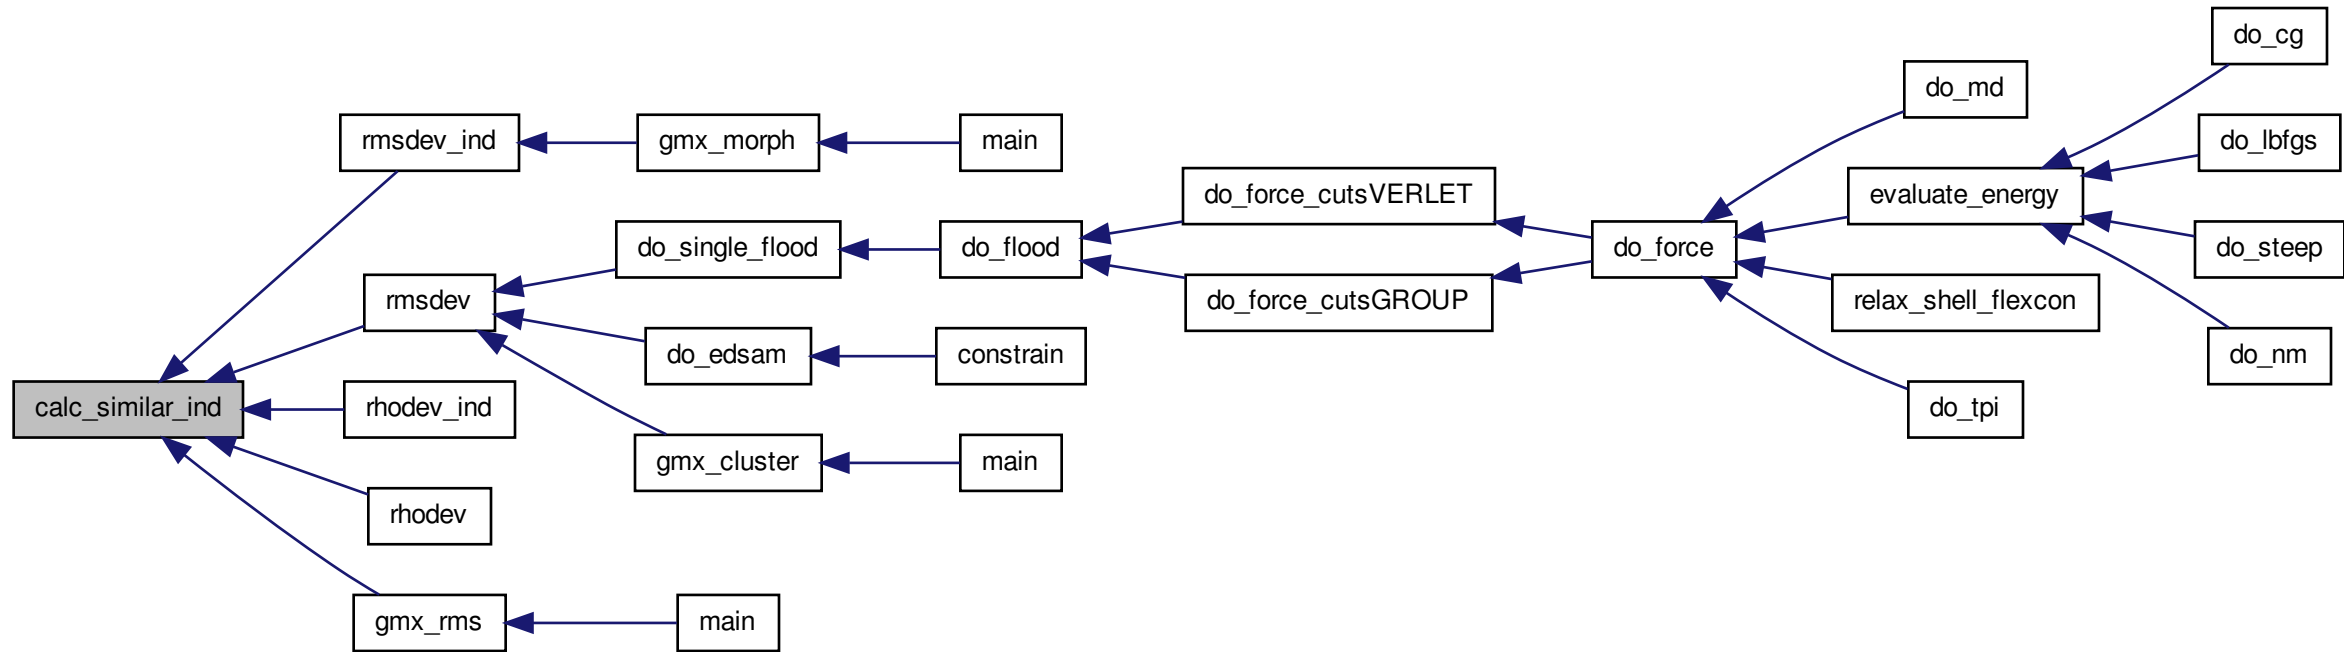 do_cg
do_md
rmsdev_ind
gmx_morph
main
do_lbfgs
do_force_cutsVERLET
evaluate_energy
do_single_flood
do_flood
do_force
do_steep
rmsdev
do_force_cutsGROUP
relax_shell_flexcon
do_edsam
constrain
do_nm
calc_similar_ind
rhodev_ind
do_tpi
gmx_cluster
main
rhodev
gmx_rms
main